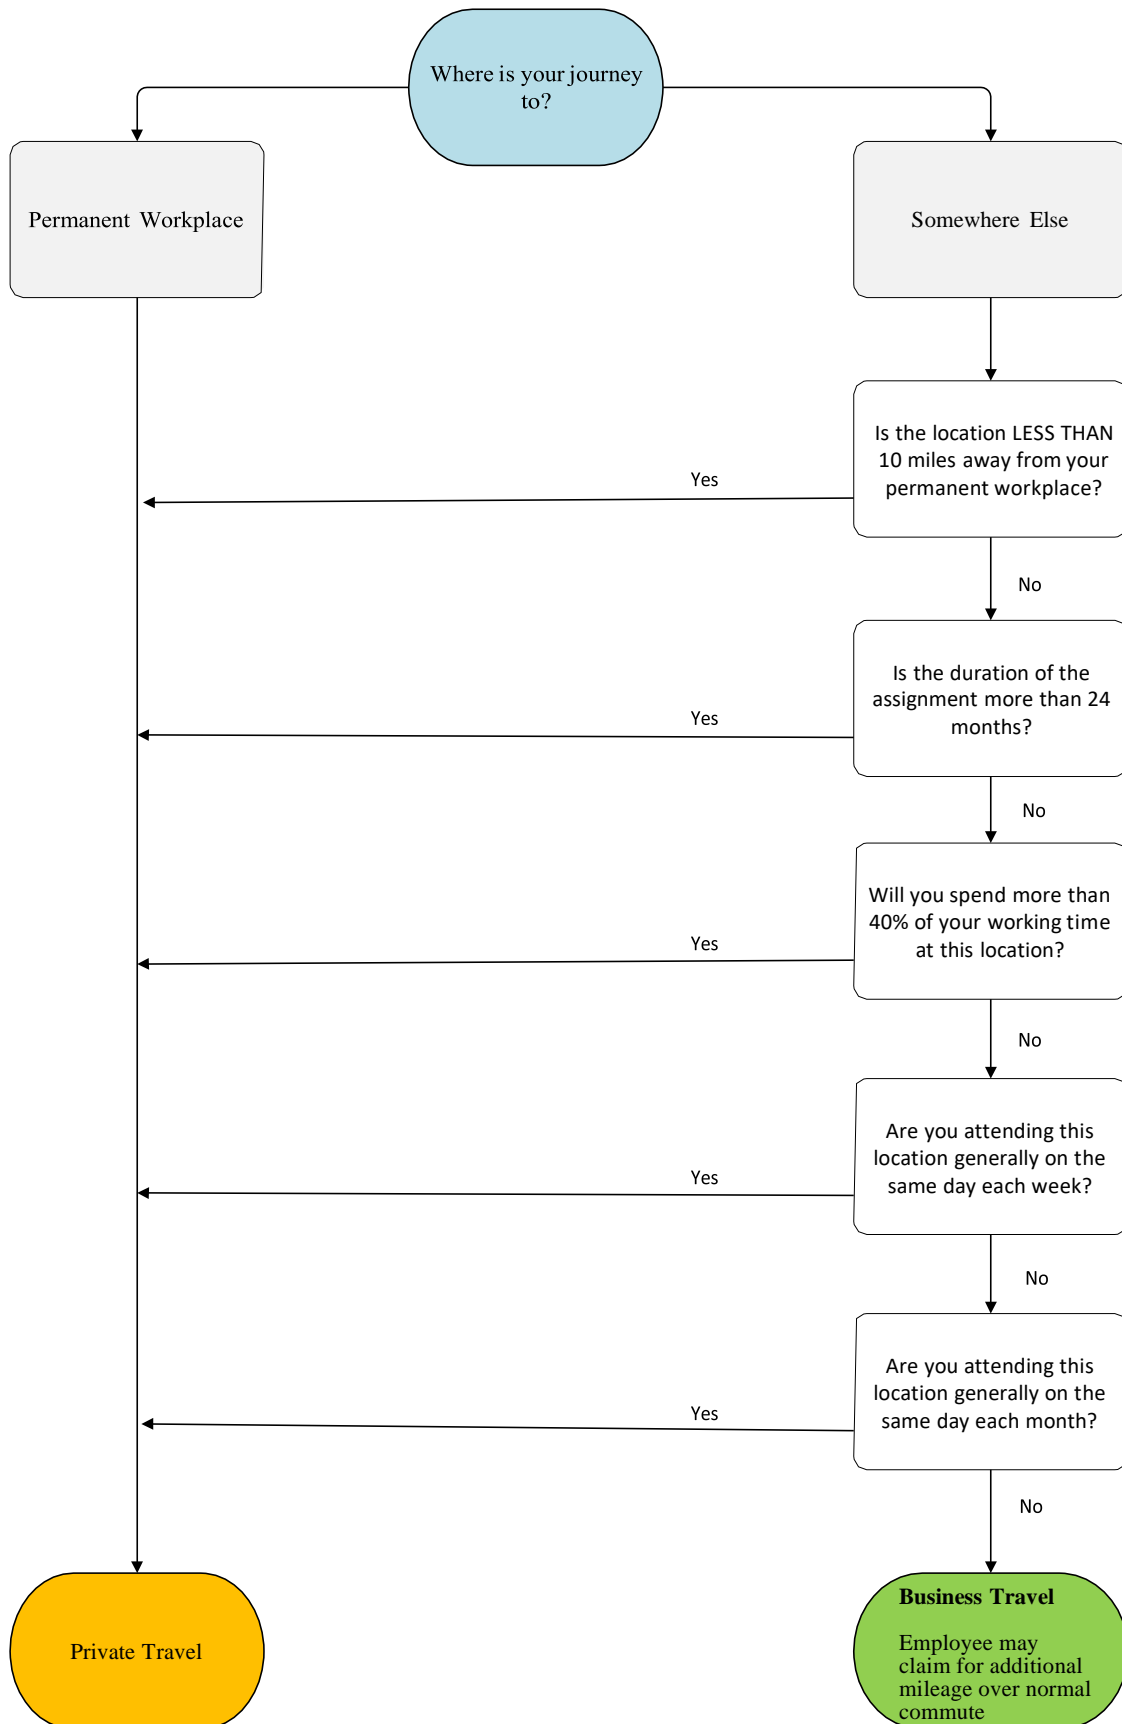 Where is your journey
to?
Permanent Workplace
Somewhere Else
Is the location LESS THAN
10 miles away from your
permanent workplace?
Yes
No
Is the duration of the
assignment more than 24
months?
Yes
No
Will you spend more than
40% of your working time
at this location?
Yes
No
Are you attending this
location generally on the
same day each week?
Yes
No
Are you attending this
location generally on the
same day each month?
Yes
No
Private Travel
Business Travel
Employee may
claim for additional
mileage over normal
commute